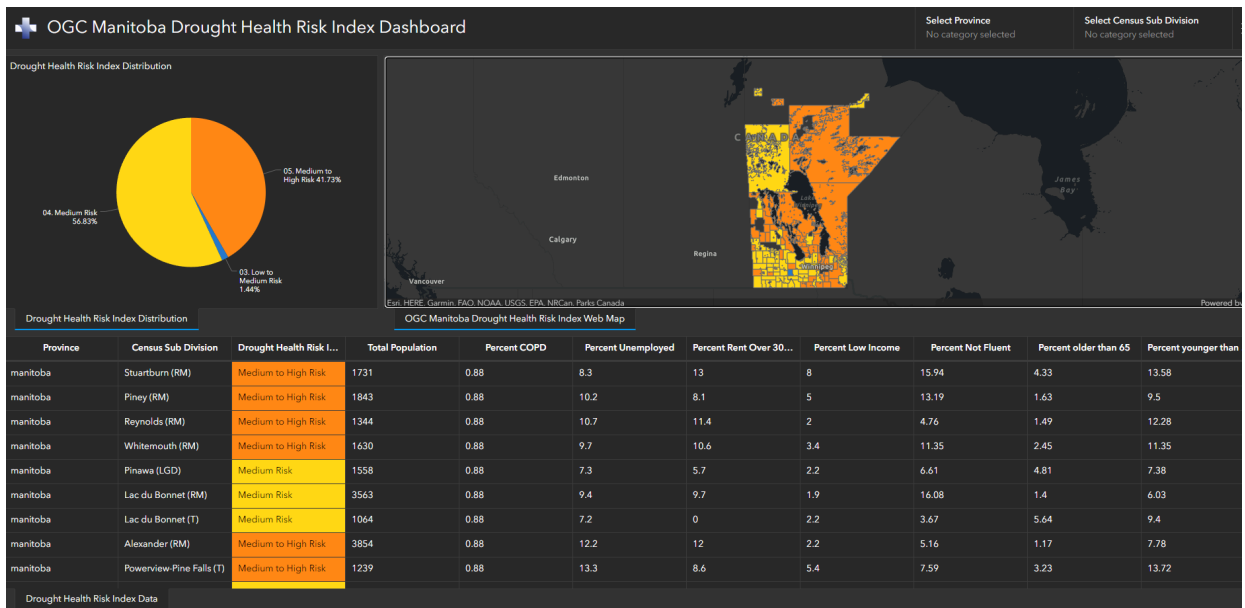 OGC Manitoba Drought Health Risk Index Dashboard
Select Province
No category selected
Select Census Sub Division
No category selected
Drought Health Risk Index Distribution
05. Medium to
High Risk 41.73%
04. Medium Risk
56.83%
03. Low to
Medium Risk
1.44%
CANADA
Edmonton
Calgary
Regina
Vancouver
Lake
Winnipeg
Winnipeg
James
Bay
Esri, HERE, Garmin, FAO, NOAA, USGS, EPA, NRCan, Parks Canada
Powered by
Drought Health Risk Index Distribution
OGC Manitoba Drought Health Risk Index Web Map
Province Census Sub Division Drought Health Risk I... Total Population Percent COPD Percent Unemployed Percent Rent Over 30... Percent Low Income Percent Not Fluent Percent older than 65 Percent younger than
manitoba Stuartburn (RM) Medium to High Risk 1731 0.88 8.3 13 8 15.94 4.33 13.58
manitoba Piney (RM) Medium to High Risk 1843 0.88 10.2 8.1 5 13.19 1.63 9.5
manitoba Reynolds (RM) Medium to High Risk 1344 0.88 10.7 11.4 2 4.76 1.49 12.28
manitoba Whitemouth (RM) Medium to High Risk 1630 0.88 9.7 10.6 3.4 11.35 2.45 11.35
manitoba Pinawa (LGD) Medium Risk 1558 0.88 7.3 5.7 2.2 6.61 4.81 7.38
manitoba Lac du Bonnet (RM) Medium Risk 3563 0.88 9.4 9.7 1.9 16.08 1.4 6.03
manitoba Lac du Bonnet (T) Medium Risk 1064 0.88 7.2 0 2.2 3.67 5.64 9.4
manitoba Alexander (RM) Medium to High Risk 3854 0.88 12.2 12 2.2 5.16 1.17 7.78
manitoba Powerview-Pine Falls (T) Medium to High Risk 1239 0.88 13.3 8.6 5.4 7.59 3.23 13.72
Drought Health Risk Index Data